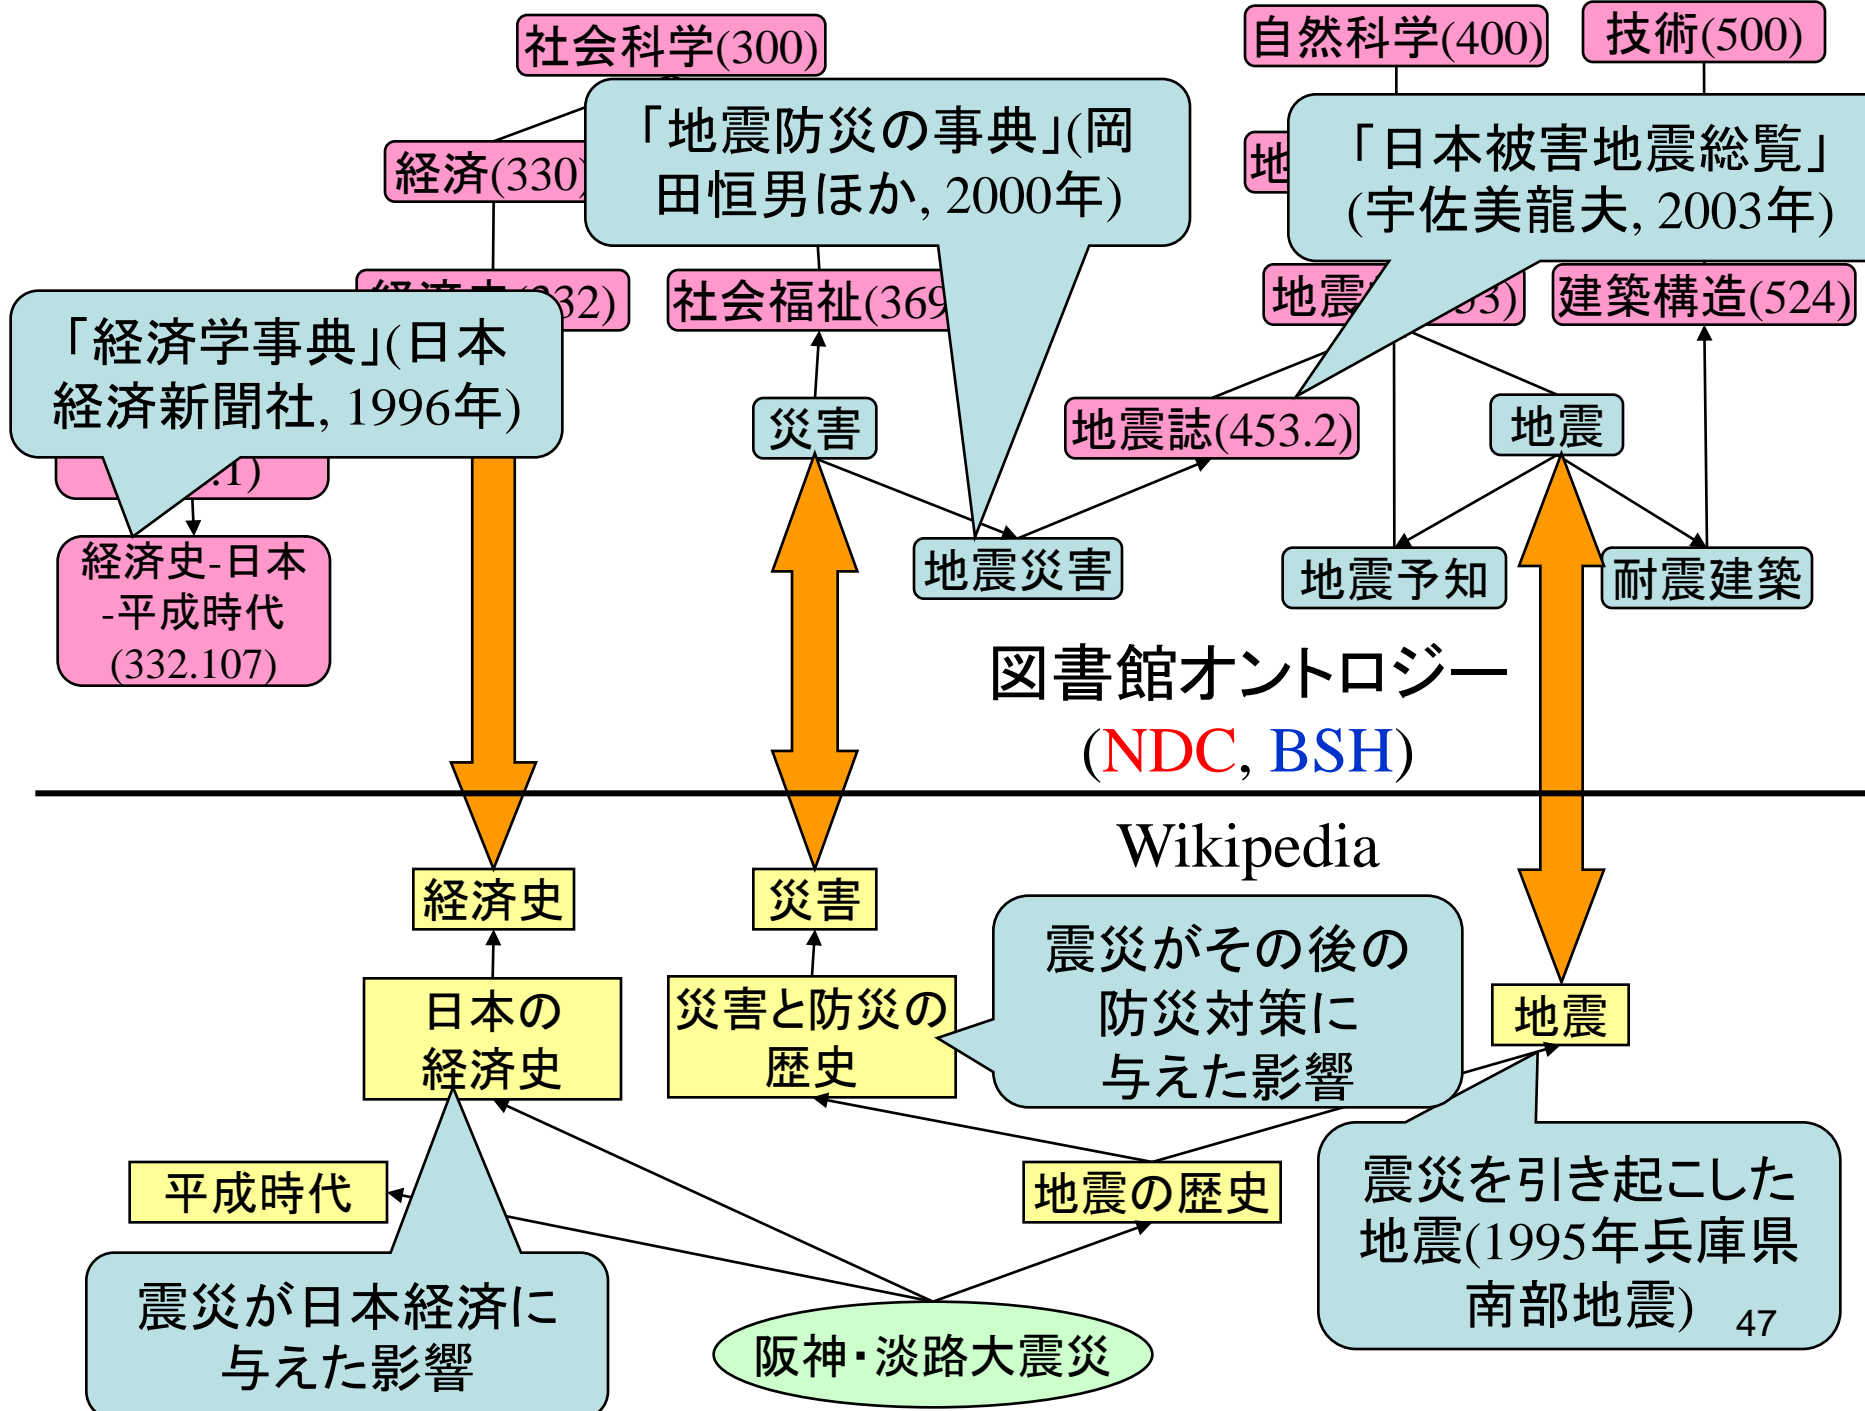 社会科学(300)
自然科学(400)
技術(500)
「地震防災の事典」(岡
田恒男ほか, 2000年)
「日本被害地震総覧」
(宇佐美龍夫, 2003年)
経済(330)
地
経済史(332)
社会福祉(369
地震
53)
建築構造(524)
「経済学事典」(日本
経済新聞社, 1996年)
.1)
災害
地震誌(453.2)
地震
経済史-日本
-平成時代
(332.107)
地震災害
地震予知
耐震建築
図書館オントロジー
(NDC, BSH)
Wikipedia
経済史
災害
震災がその後の
防災対策に
与えた影響
日本の
経済史
災害と防災の
歴史
地震
平成時代
地震の歴史
震災を引き起こした
地震(1995年兵庫県
南部地震)
震災が日本経済に
与えた影響
阪神・淡路大震災
47